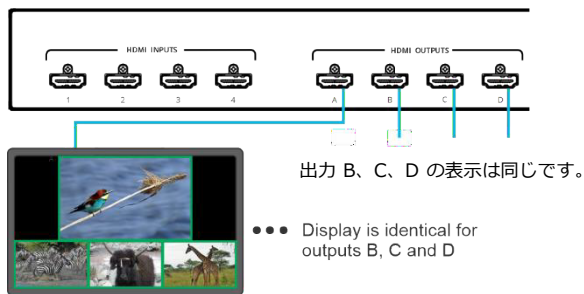 HDMI INPUTS
HDMI OUTPUTS
1 2 3 4 A B C D
出力 B、C、D の表示は同じです。
••• Display is identical for
outputs B, C and D